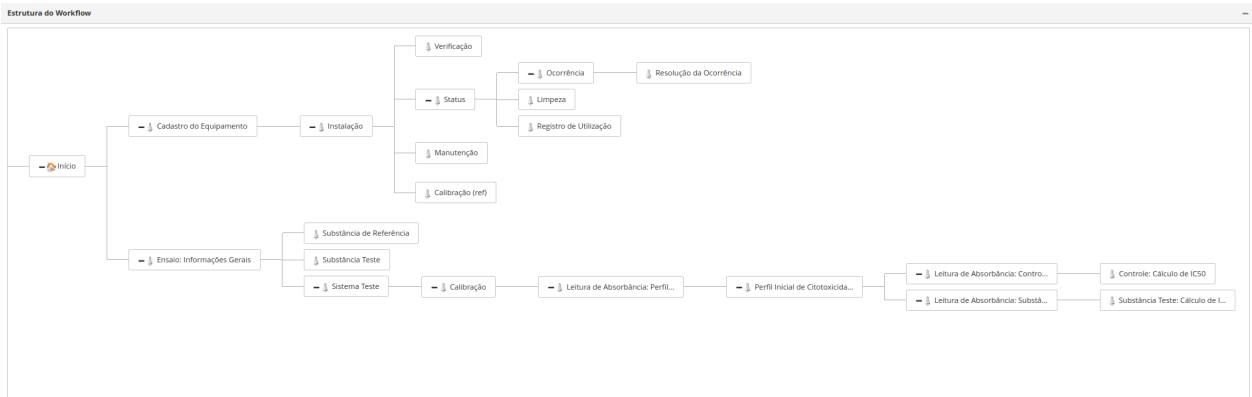 Estrutura do Workflow
Verificação
Ocorrência
Resolução da Ocorrência
Status
Limpeza
Cadastro do Equipamento
Instalação
Registro de Utilização
Manutenção
Início
Calibração (ref)
Substância de Referência
Ensaio: Informações Gerais
Substância Teste
Sistema Teste
Calibração
Leitura de Absorbância: Perfil...
Perfil Inicial de Citotoxicida...
Leitura de Absorbância: Contro...
Controle: Cálculo de IC50
Leitura de Absorbância: Substâ...
Substância Teste: Cálculo de I...